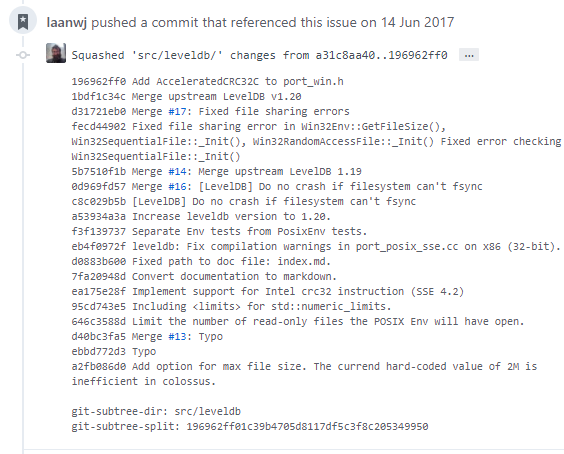 laanwj pushed a commit that referenced this issue on 14 Jun 2017
Squashed 'src/leveldb/' changes from a31c8aa40..196962ff0 …
196962ff0 Add AcceleratedCRC32C to port_win.h
1bdf1c34c Merge upstream LevelDB v1.20
d31721eb0 Merge #17: Fixed file sharing errors
fecd44902 Fixed file sharing error in Win32Env::GetFileSize(),
Win32SequentialFile::_Init(), Win32RandomAccessFile::_Init() Fixed error checking
Win32SequentialFile::_Init()
5b7510f1b Merge #14: Merge upstream LevelDB 1.19
0d969fd57 Merge #16: [LevelDB] Do no crash if filesystem can't fsync
c8c029b5b [LevelDB] Do no crash if filesystem can't fsync
a53934a3a Increase leveldb version to 1.20.
f3f139737 Separate Env tests from PosixEnv tests.
eb4f0972f leveldb: Fix compilation warnings in port_posix_sse.cc on x86 (32-bit).
d0883b600 Fixed path to doc file: index.md.
7fa20948d Convert documentation to markdown.
ea175e28f Implement support for Intel crc32 instruction (SSE 4.2)
95cd743e5 Including <limits> for std::numeric_limits.
646c3588d Limit the number of read-only files the POSIX Env will have open.
d40bc3fa5 Merge #13: Typo
ebbd772d3 Typo
a2fb086d0 Add option for max file size. The currend hard-coded value of 2M is
inefficient in colossus.
git-subtree-dir: src/leveldb
git-subtree-split: 196962ff01c39b4705d8117df5c3f8c205349950